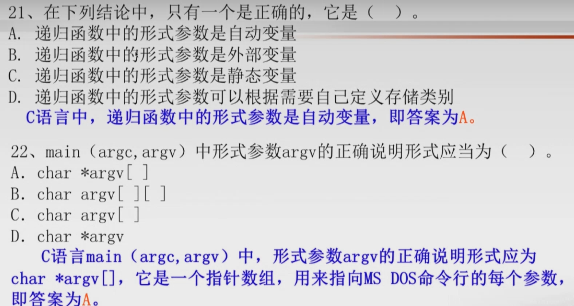 21、在下列结论中，只有一个是正确的，它是（　）。
A. 递归函数中的形式参数是自动变量
B. 递归函数中的形式参数是外部变量
C. 递归函数中的形式参数是静态变量
D. 递归函数中的形式参数可以根据需要自己定义存储类别
C语言中，递归函数中的形式参数是自动变量，即答案为A。
22、main（argc,argv）中形式参数argv的正确说明形式应当为（　）。
A. char *argv[ ]
B. char argv[ ][ ]
C. char argv[ ]
D. char *argv
C语言main（argc,argv）中，形式参数argv的正确说明形式应为
char *argv[]，它是一个指针数组，用来指向MS DOS命令行的每个参数，
即答案为A。